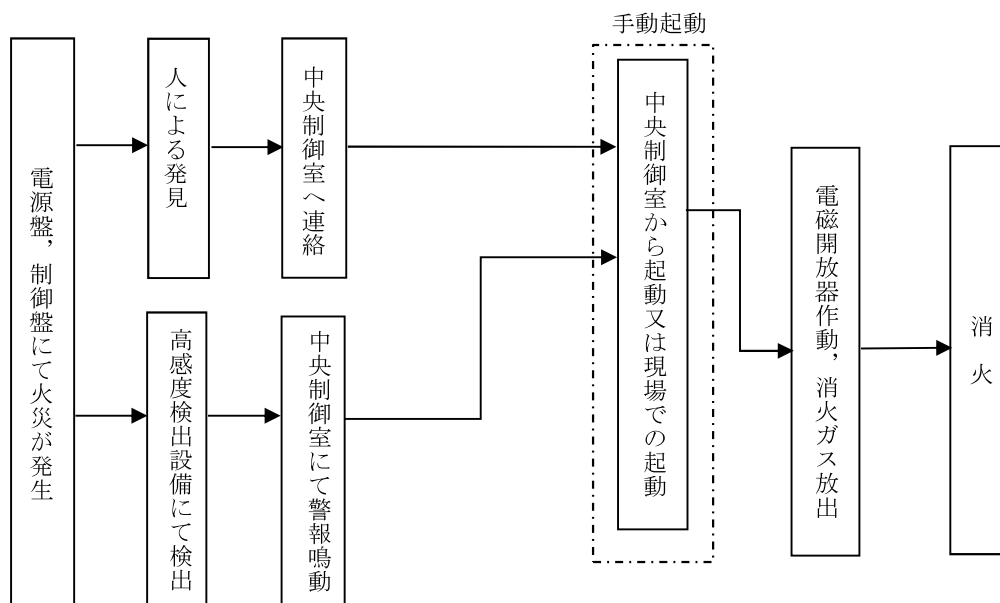 手動起動
電源盤，制御盤にて火災が発生
人による発見
中央制御室へ連絡
高感度検出設備にて検出
中央制御室にて警報鳴動
中央制御室から起動又は現場での起動
電磁開放器作動，消火ガス放出
消火